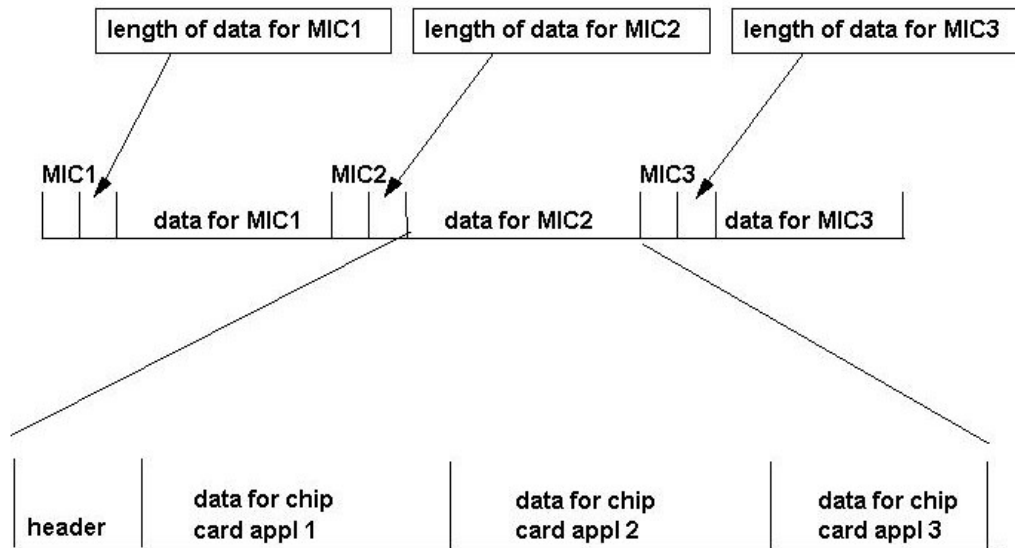 length of data for MIC1
length of data for MIC2
length of data for MIC3
MIC1
MIC2
MIC3
data for MIC1
data for MIC2
data for MIC3
header
data for chip
card appl 1
data for chip
card appl 2
data for chip
card appl 3